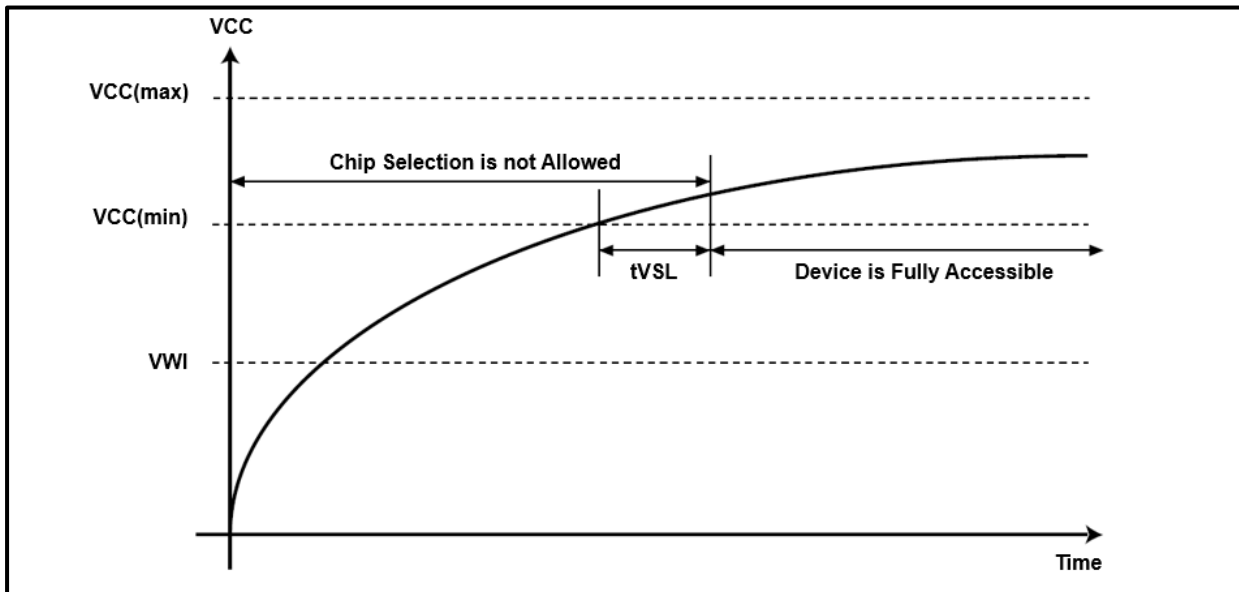 VCC
VCC(max)
Chip Selection is not Allowed
VCC(min)
tVSL
Device is Fully Accessible
VWI
Time